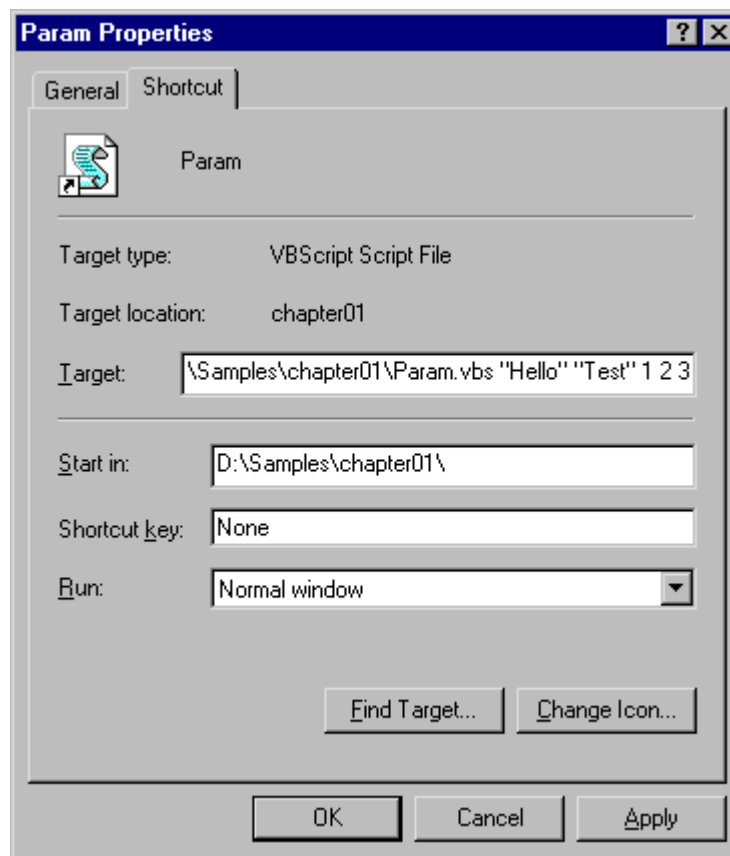 Param Properties
General Shortcut
Param
Target type: VBScript Script File
Target location: chapter01
Target: \Samples\chapter01\Param.vbs "Hello" "Test" 1 2 3
Start in: D:\Samples\chapter01\
Shortcut key: None
Run: Normal window
Find Target... Change Icon...
OK Cancel Apply